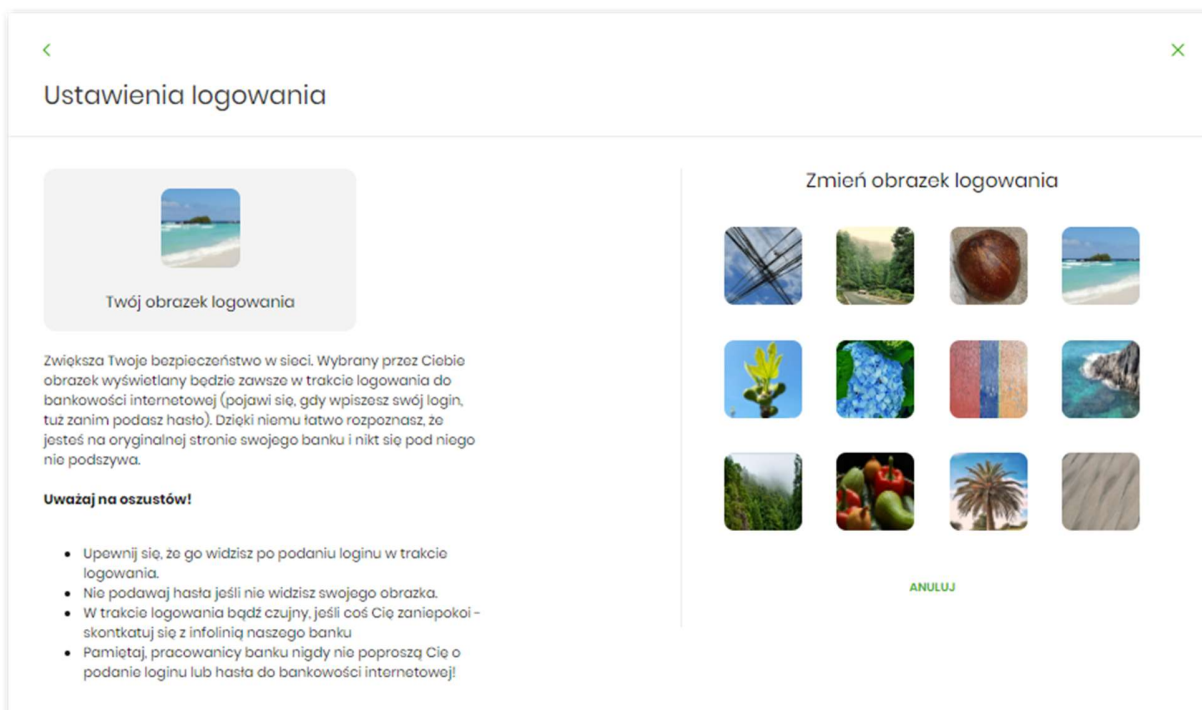 Ustawienia logowania
Twój obrazek logowania
Zwiększa Twoje bezpieczeństwo w sieci. Wybrany przez Ciebie
obrazek wyświetlany będzie zawsze w trakcie logowania do
bankowości internetowej (pojawi się, gdy wpiszesz swój login,
tuż zanim podasz hasło). Dzięki niemu łatwo rozpoznasz, że
jesteś na oryginalnej stronie swojego banku i nikt się pod niego
nie podszywa.
Uważaj na oszustów!
• Upewnij się, że go widzisz po podaniu loginu w trakcie
logowania.
• Nie podawaj hasła jeśli nie widzisz swojego obrazka.
• W trakcie logowania bądź czujny, jeśli coś Cię zaniepokoi -
skontkatuj się z infolinią naszego banku
• Pamiętaj, pracowanicy banku nigdy nie poproszą Cię o
podanie loginu lub hasła do bankowości internetowej!
Zmień obrazek logowania
ANULUJ